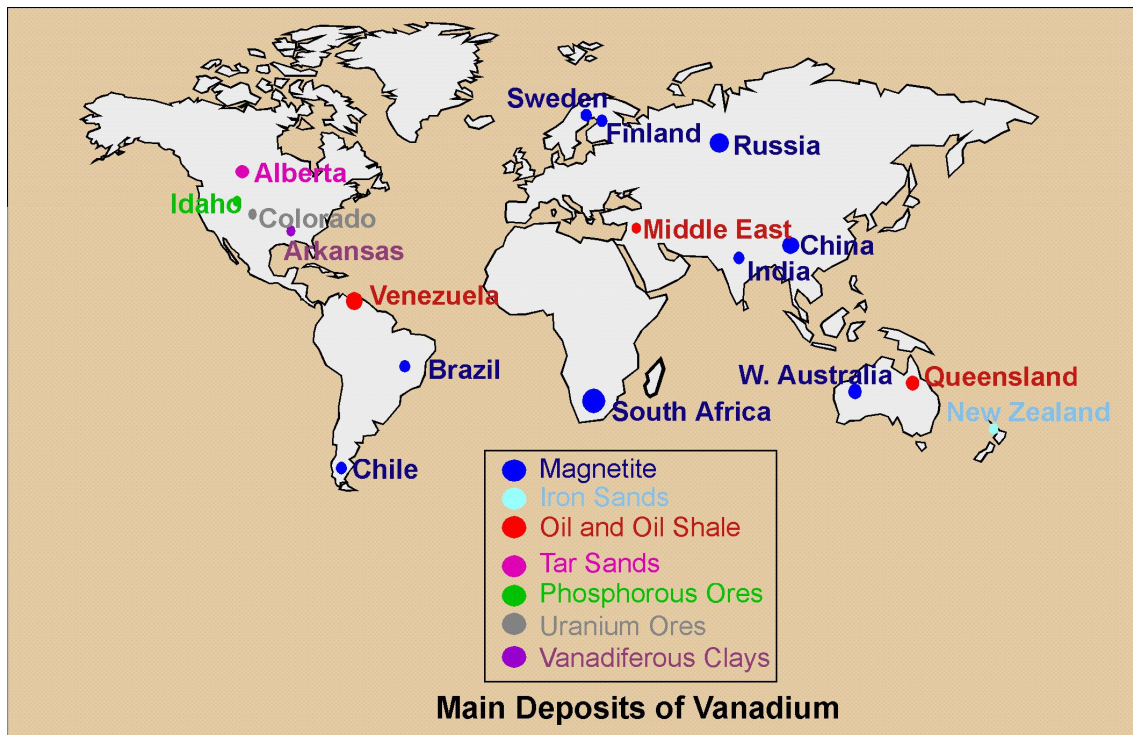 Sweden
Finland
Russia
Alberta
Idaho
Colorado
Arkansas
Middle East
China
India
Venezuela
Brazil
W. Australia
Queensland
South Africa
New Zealand
Chile
Magnetite
Iron Sands
Oil and Oil Shale
Tar Sands
Phosphorous Ores
Uranium Ores
Vanadiferous Clays
Main Deposits of Vanadium